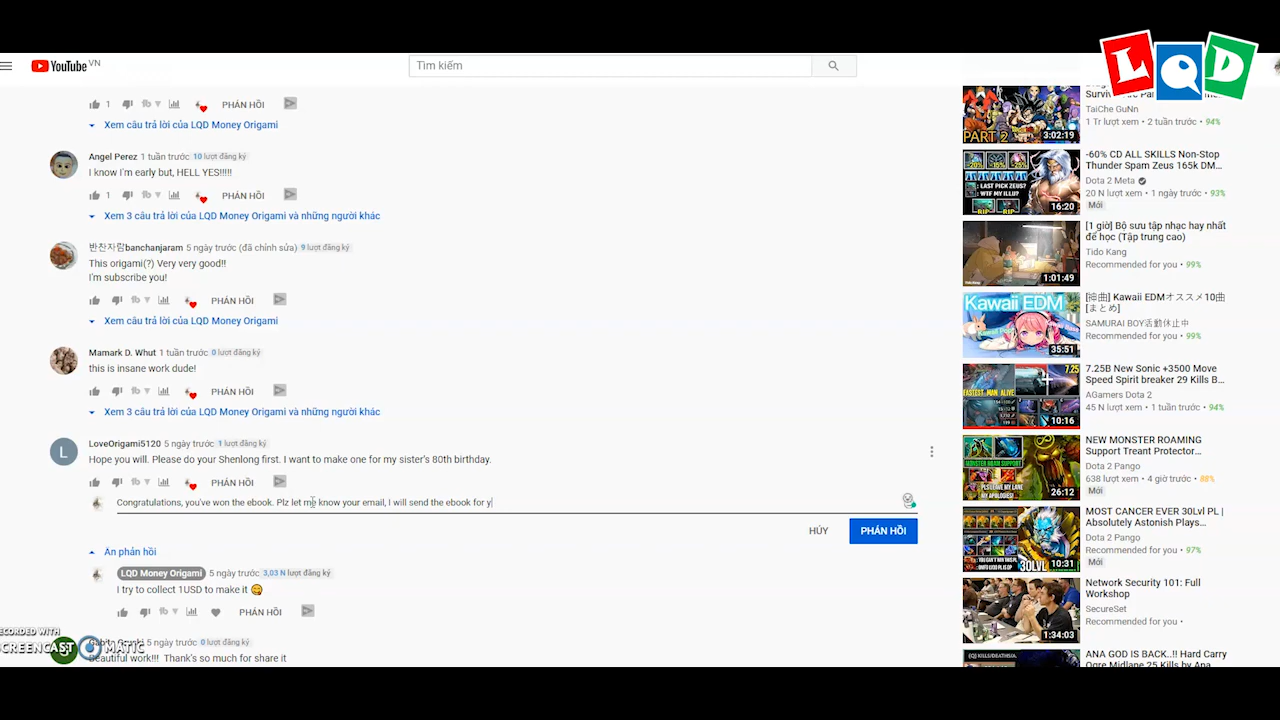 YouTube VN
Tìm kiếm
LQD
1 PHẢN HỒI
Xem câu trả lời của LQD Money Origami
Angel Perez 1 tuần trước 10 lượt đăng ký
I know I'm early but, HELL YES!!!!!
1 PHẢN HỒI
Xem 3 câu trả lời của LQD Money Origami và những người khác
반찬자랑banchanjaram 5 ngày trước (đã chỉnh sửa) 9 lượt đăng ký
This origami(?) Very very good!!
I'm subscribe you!
PHẢN HỒI
Xem câu trả lời của LQD Money Origami
Mamark D. Whut 1 tuần trước 0 lượt đăng ký
this is insane work dude!
PHẢN HỒI
Xem 3 câu trả lời của LQD Money Origami và những người khác
L
LoveOrigami5120 5 ngày trước 1 lượt đăng ký
Hope you will. Please do your Shenlong first. I want to make one for my sister's 80th birthday.
PHẢN HỒI
Congratulations, you've won the ebook. Plz let me know your email, I will send the ebook for y
HỦY PHẢN HỒI
Ẩn phản hồi
LQD Money Origami 5 ngày trước 3,03 N lượt đăng ký
I try to collect 1USD to make it
PHẢN HỒI
5 ngày trước 0 lượt đăng ký
Beautiful work!!! Thank's so much for share it
RECORDED WITH
SCREENCAST MATIC
TaiChe GuNn
1 Tr lượt xem • 2 tuần trước • 94%
PART 2
3:02:19
-60% CD ALL SKILLS Non-Stop
Thunder Spam Zeus 165k DM...
Dota 2 Meta
20 N lượt xem • 1 ngày trước • 93%
Mới
: LAST PICK ZEUS?
: WTF MY ILLU?
RIP RIP
16:20
[1 giờ] Bộ sưu tập nhạc hay nhất
để học (Tập trung cao)
Tido Kang
Recommended for you • 99%
1:01:49
[神曲] Kawaii EDMオススメ10曲
[まとめ]
SAMURAI BOY活動休止中
Recommended for you • 99%
Kawaii EDM
35:51
7.25B New Sonic +3500 Move
Speed Spirit breaker 29 Kills B...
AGamers Dota 2
45 N lượt xem • 1 tuần trước • 94%
FASTEST MAN ALIVE
7.25
10:16
NEW MONSTER ROAMING
Support Treant Protector...
Dota 2 Pango
638 lượt xem • 4 giờ trước • 88%
Mới
26:12
MOST CANCER EVER 30Lvl PL |
Absolutely Astonish Plays...
Dota 2 Pango
Recommended for you • 97%
Mới
30LVL
10:31
Network Security 101: Full
Workshop
SecureSet
Recommended for you •
1:34:03
ANA GOD IS BACK..!! Hard Carry
Ogre Midlane 25 Kills by Ana